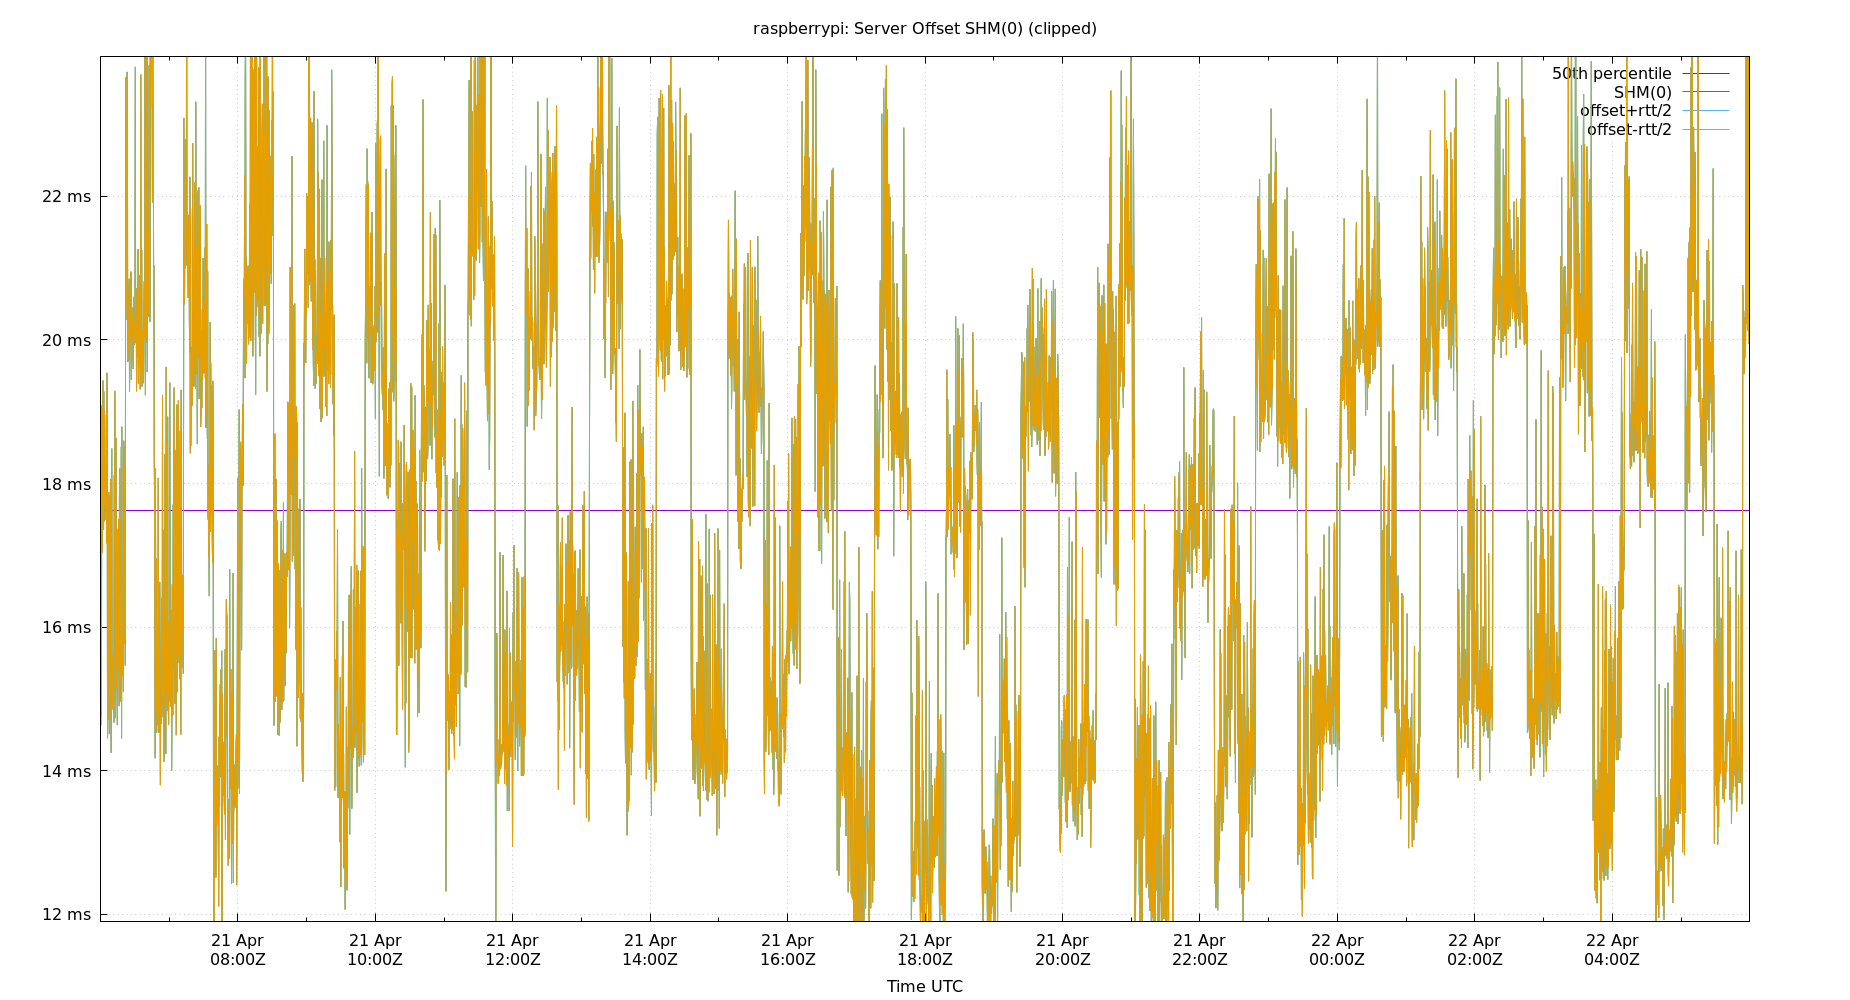 raspberrypi: Server Offset SHM(0) (clipped)
50th percentile
SHM(0)
offset+rtt/2
offset-rtt/2
22 ms
20 ms
18 ms
16 ms
14 ms
12 ms
21 Apr 21 Apr 21 Apr 21 Apr 21 Apr 21 Apr 21 Apr 21 Apr 22 Apr 22 Apr 22 Apr
08:00Z 10:00Z 12:00Z 14:00Z 16:00Z 18:00Z 20:00Z 22:00Z 00:00Z 02:00Z 04:00Z
Time UTC